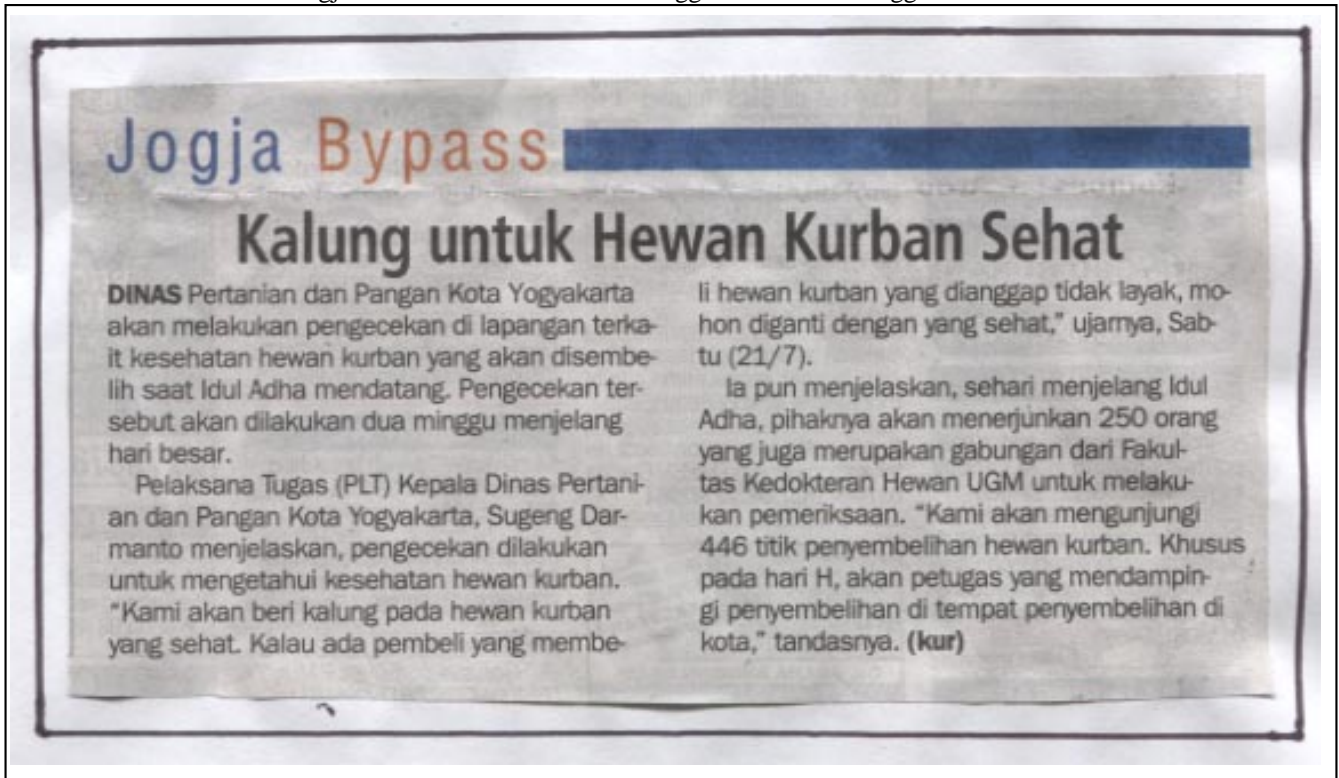 Jogja Bypass
Kalung untuk Hewan Kurban Sehat
DINAS Pertanian dan Pangan Kota Yogyakarta
akan melakukan pengecekan di lapangan terka-
it kesehatan hewan kurban yang akan disembe-
lih saat Idul Adha mendatang. Pengecekan ter-
sebut akan dilakukan dua minggu menjelang
hari besar.
Pelaksana Tugas (PLT) Kepala Dinas Pertani-
an dan Pangan Kota Yogyakarta, Sugeng Dar-
manto menjelaskan, pengecekan dilakukan
untuk mengetahui kesehatan hewan kurban.
"Kami akan beri kalung pada hewan kurban
yang sehat. Kalau ada pembeli yang membe-
li hewan kurban yang dianggap tidak layak, mo-
hon diganti dengan yang sehat," ujarnya, Sab-
tu (21/7).
Ia pun menjelaskan, sehari menjelang Idul
Adha, pihaknya akan menerjunkan 250 orang
yang juga merupakan gabungan dari Fakul-
tas Kedokteran Hewan UGM untuk melaku-
kan pemeriksaan. "Kami akan mengunjungi
446 titik penyembelihan hewan kurban. Khusus
pada hari H, akan petugas yang mendampin-
gi penyembelihan di tempat penyembelihan di
kota," tandasnya. (kur)